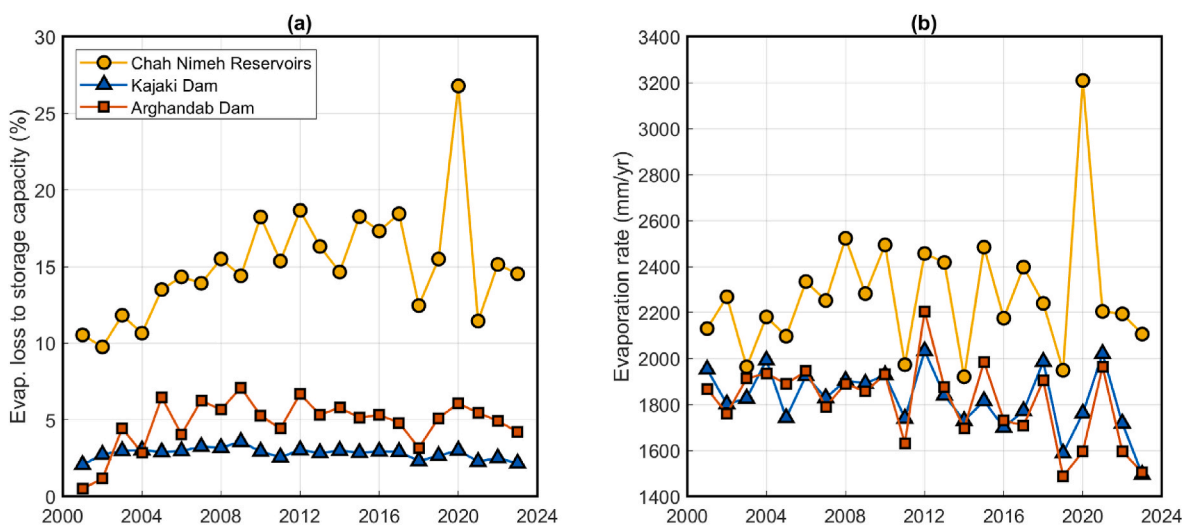 (a)
Evap. loss to storage capacity (%)
30
25
20
15
10
5
0
Chah Nimeh Reservoirs
Kajaki Dam
Arghandab Dam
2000 2004 2008 2012 2016 2020 2024
(b)
Evaporation rate (mm/yr)
3400
3200
3000
2800
2600
2400
2200
2000
1800
1600
1400
2000 2004 2008 2012 2016 2020 2024